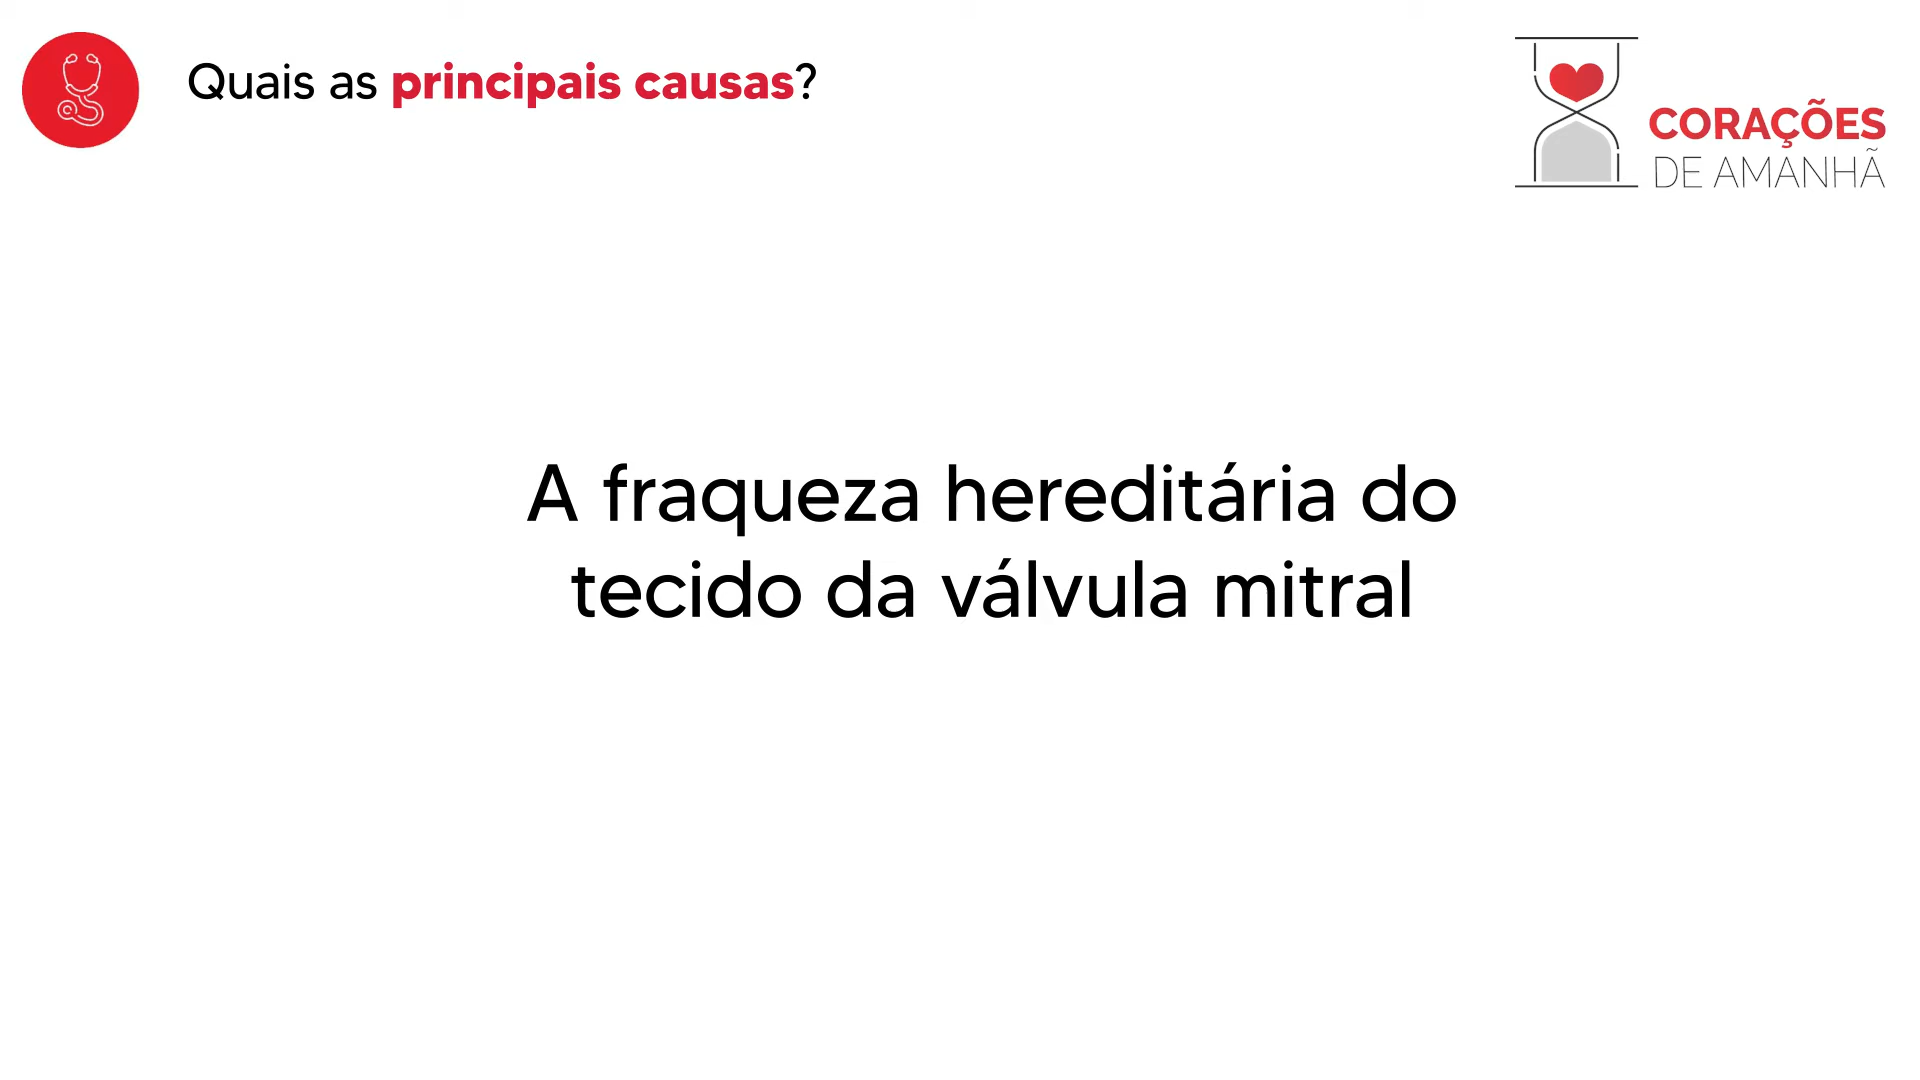 Quais as principais causas?
CORAÇÕES
DE AMANHÃ
A fraqueza hereditária do
tecido da válvula mitral